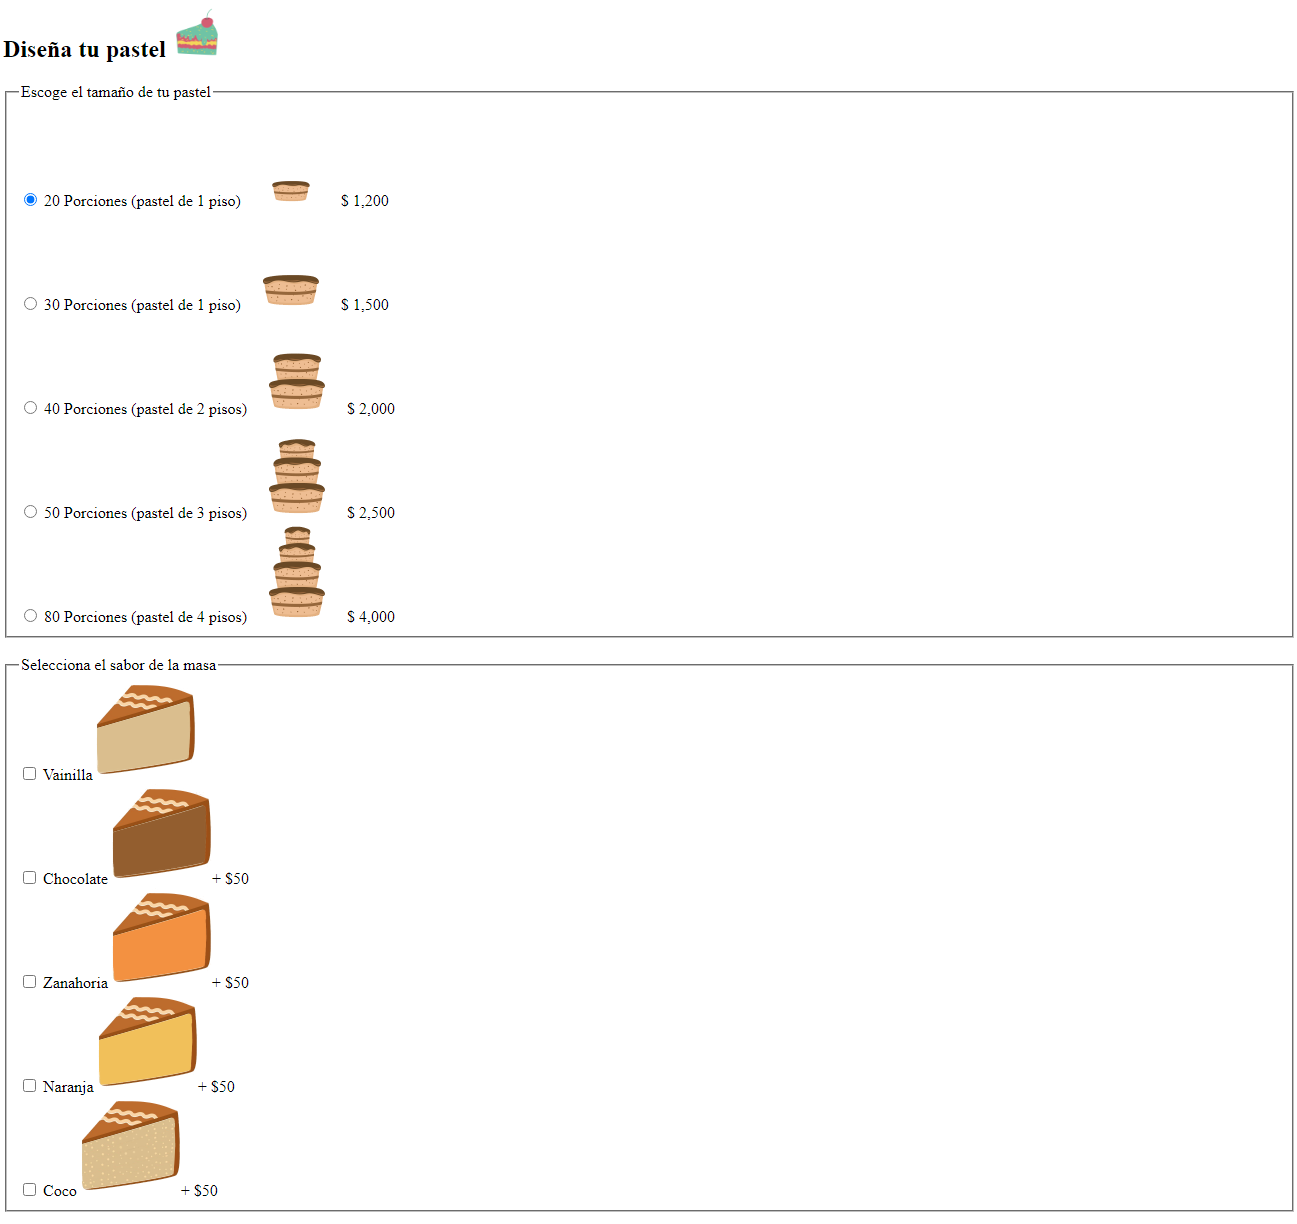 Diseña tu pastel
Escoge el tamaño de tu pastel
20 Porciones (pastel de 1 piso) $ 1,200
30 Porciones (pastel de 1 piso) $ 1,500
40 Porciones (pastel de 2 pisos) $ 2,000
50 Porciones (pastel de 3 pisos) $ 2,500
80 Porciones (pastel de 4 pisos) $ 4,000
Selecciona el sabor de la masa
Vainilla
Chocolate + $50
Zanahoria + $50
Naranja + $50
Coco + $50